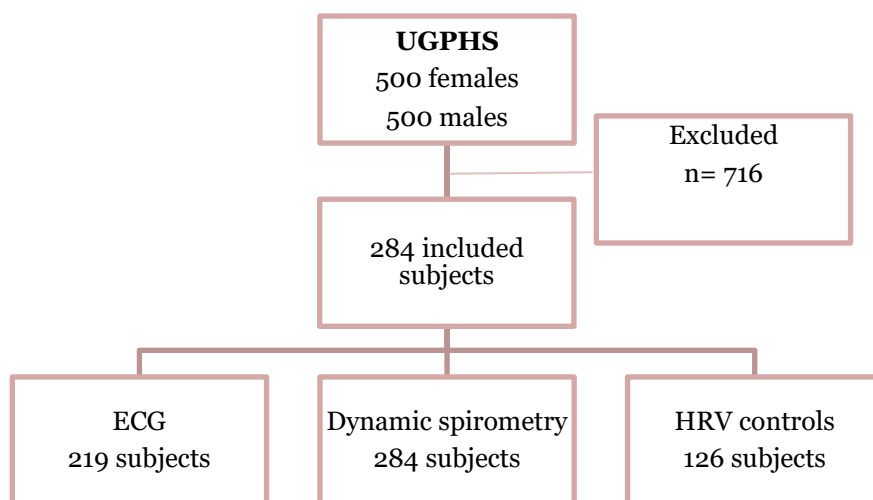 UGPHS
500 females
500 males
Excluded
n= 716
284 included
subjects
ECG
219 subjects
Dynamic spirometry
284 subjects
HRV controls
126 subjects